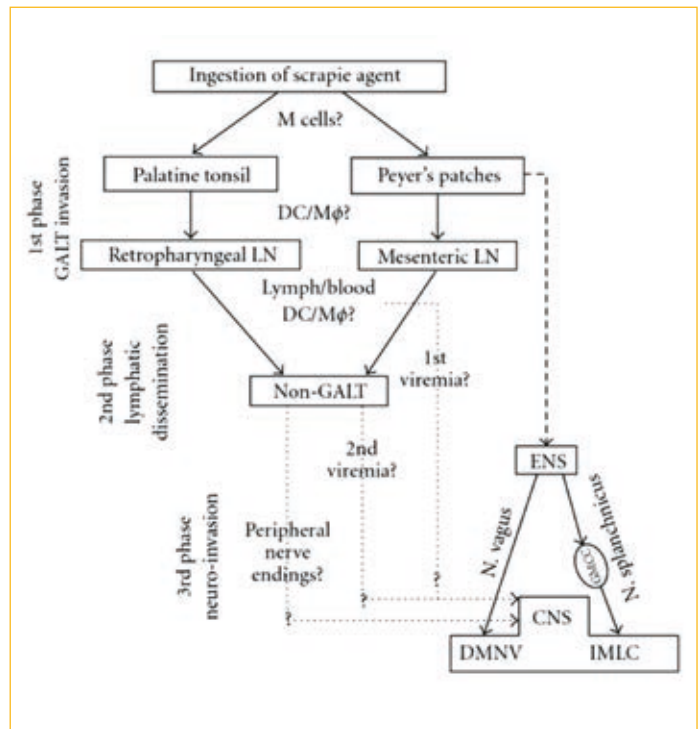 Ingestion of scrapie agent
M cells?
Palatine tonsil
Peyer's patches
DC/Mϕ?
Retropharyngeal LN
Mesenteric LN
1st phase
GALT invasion
Lymph/blood
DC/Mϕ?
1st
viremia?
Non-GALT
2nd phase
lymphatic
dissemination
2nd
viremia?
ENS
Peripheral
nerve
endings?
3rd phase
neuro-invasion
N. vagus
N. splanchnicus
GMCC
?
?
?
CNS
DMNV
IMLC